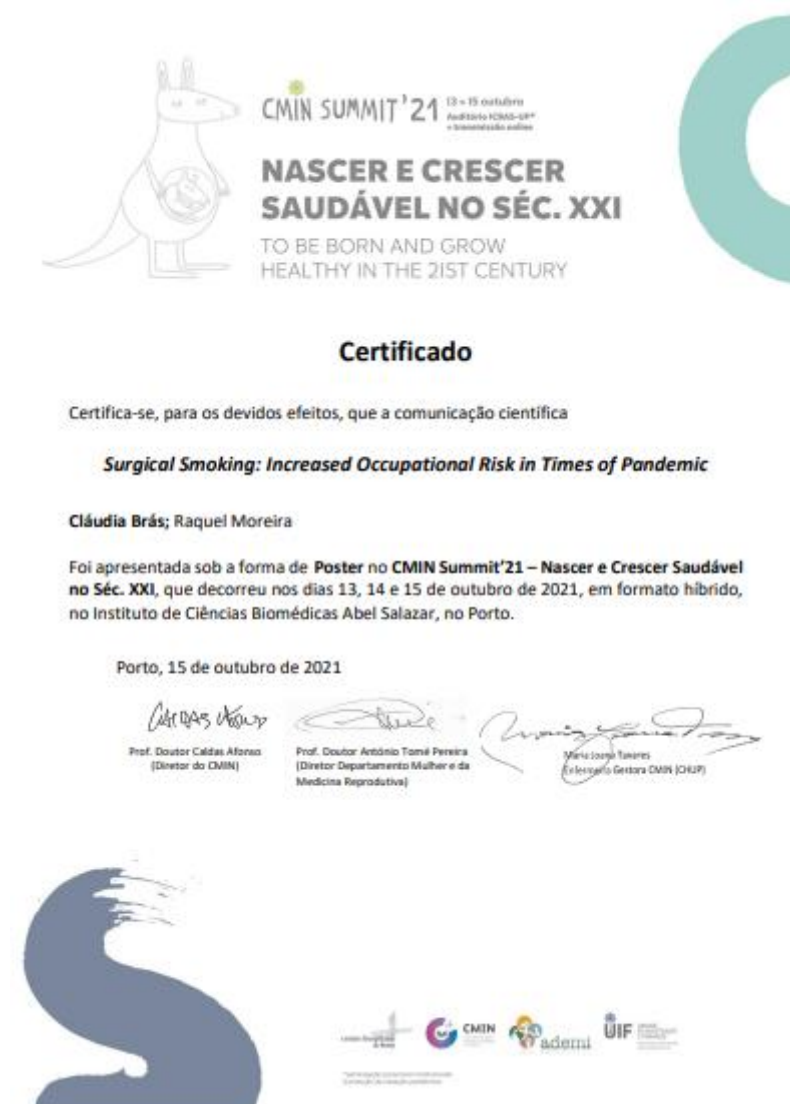 CMIN SUMMIT'21
13 » 15 outubro
Auditório ICBAS-UP*
+ transmissão online
NASCER E CRESCER
SAUDÁVEL NO SÉC. XXI
TO BE BORN AND GROW
HEALTHY IN THE 21ST CENTURY
Certificado
Certifica-se, para os devidos efeitos, que a comunicação científica
Surgical Smoking: Increased Occupational Risk in Times of Pandemic
Cláudia Brás; Raquel Moreira
Foi apresentada sob a forma de Poster no CMIN Summit'21 – Nascer e Crescer Saudável
no Séc. XXI, que decorreu nos dias 13, 14 e 15 de outubro de 2021, em formato híbrido,
no Instituto de Ciências Biomédicas Abel Salazar, no Porto.
Porto, 15 de outubro de 2021
Prof. Doutor Caldas Afonso
(Diretor do CMIN)
Prof. Doutor António Tomé Pereira
(Diretor Departamento Mulher e da
Medicina Reprodutiva)
Maria Joana Tavares
Enfermeira Gestora CMIN (CHUP)
CMIN
ademi
UIF